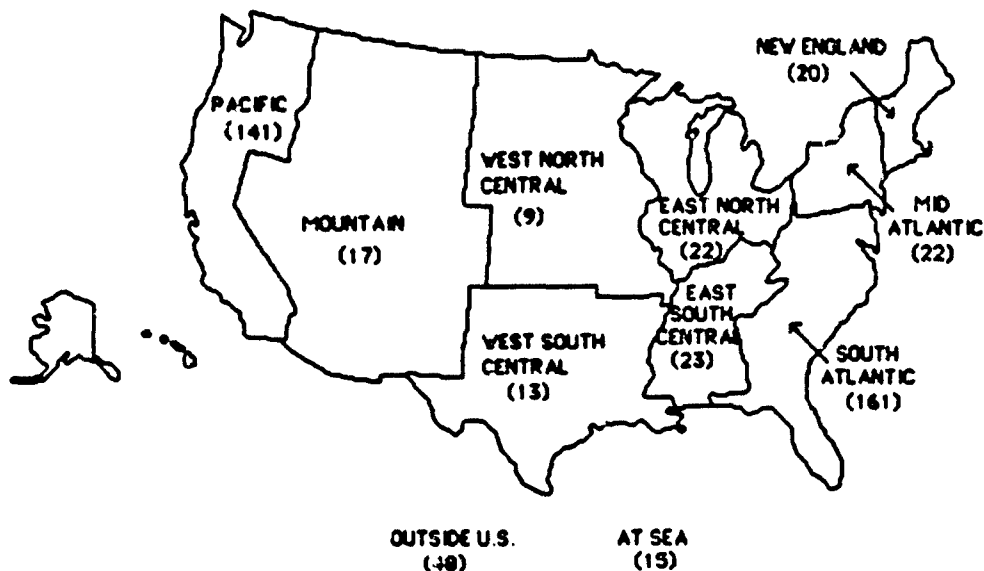 NEW ENGLAND
(20)
PACIFIC
(141)
WEST NORTH
CENTRAL
(9)
EAST NORTH
CENTRAL
(22)
MID
ATLANTIC
(22)
MOUNTAIN
(17)
EAST
SOUTH
CENTRAL
(23)
WEST SOUTH
CENTRAL
(13)
SOUTH
ATLANTIC
(161)
OUTSIDE U.S.
AT SEA
(15)